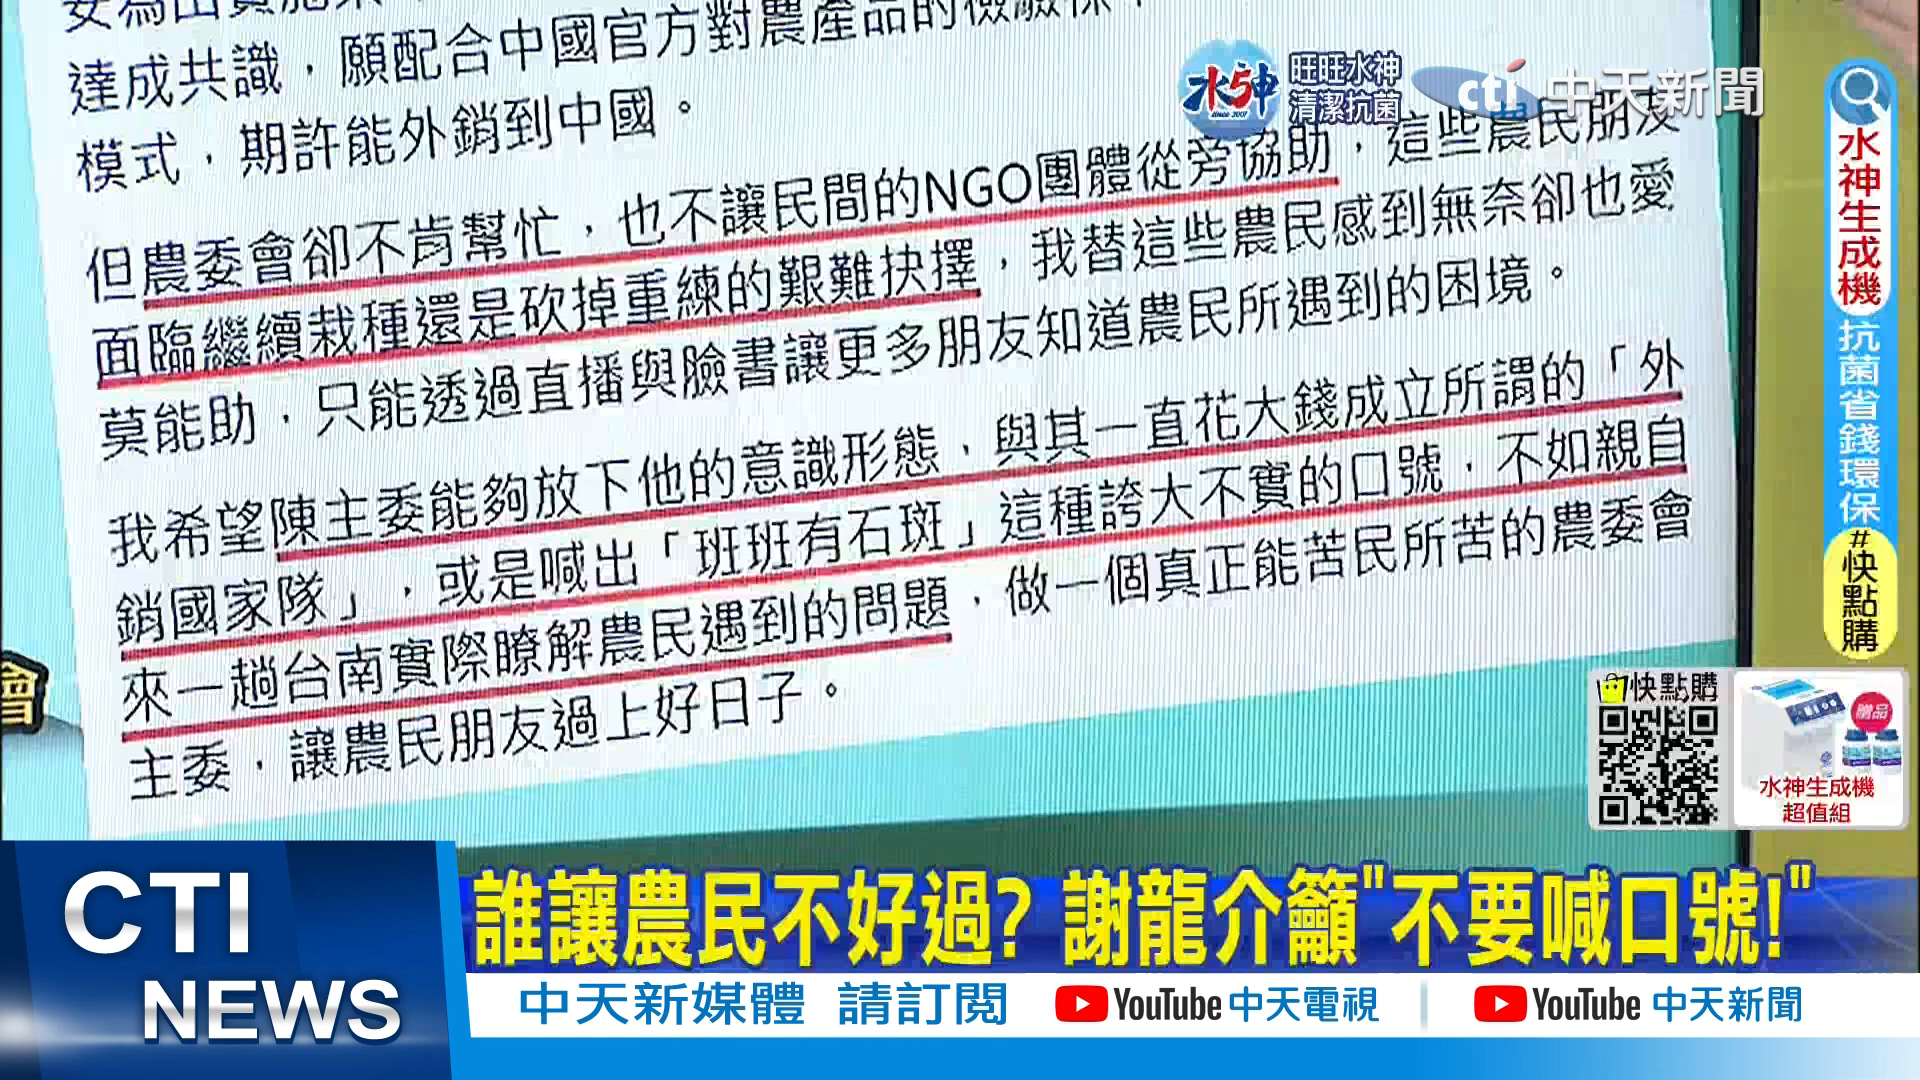 達成共識，願配合中國官方對農產品的檢驗
模式，期許能外銷到中國。
但農委會卻不肯幫忙，也不讓民間的NGO團體從旁協助，這些農民朋友
面臨繼續栽種還是砍掉重練的艱難抉擇，我替這些農民感到無奈卻也愛
莫能助，只能透過直播與臉書讓更多朋友知道農民所遇到的困境。
我希望陳主委能夠放下他的意識形態，與其一直花大錢成立所謂的「外
銷國家隊」，或是喊出「班班有石斑」這種誇大不實的口號，不如親自
來一趟台南實際瞭解農民遇到的問題，做一個真正能苦民所苦的農委會
主委，讓農民朋友過上好日子。
水神
since 2007
旺旺水神
清潔抗菌
cti 中天新聞
水神生成機 抗菌省錢環保 #快點購
快點購
贈品
水神生成機
超值組
會
CTI
NEWS
誰讓農民不好過? 謝龍介籲"不要喊口號!"
中天新媒體 請訂閱 YouTube 中天電視 | YouTube 中天新聞